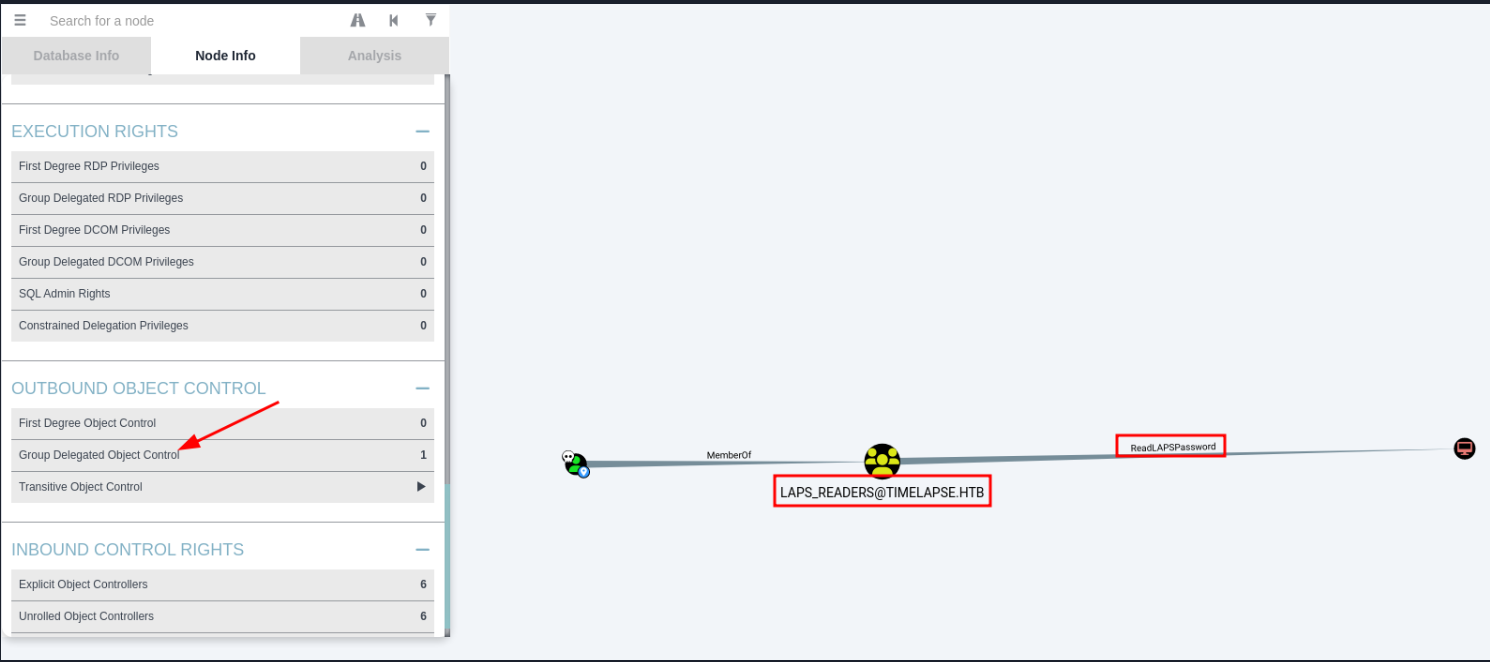 Search for a node
Database Info
Node Info
Analysis
EXECUTION RIGHTS
First Degree RDP Privileges 0
Group Delegated RDP Privileges 0
First Degree DCOM Privileges 0
Group Delegated DCOM Privileges 0
SQL Admin Rights 0
Constrained Delegation Privileges 0
OUTBOUND OBJECT CONTROL
First Degree Object Control 0
Group Delegated Object Control 1
Transitive Object Control
INBOUND CONTROL RIGHTS
Explicit Object Controllers 6
Unrolled Object Controllers 6
MemberOf
ReadLAPSPassword
LAPS_READERS@TIMELAPSE.HTB